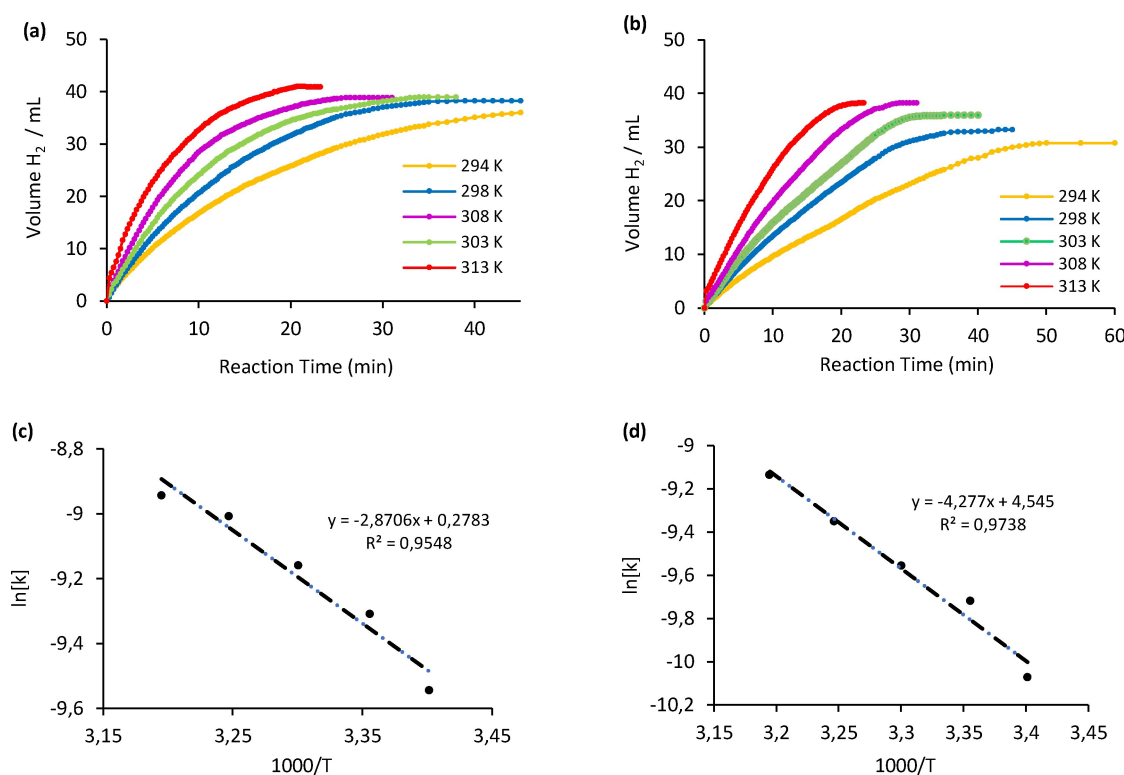 (a)
50
40
30
20
10
0
Volume H₂ / mL
0 10 20 30 40
Reaction Time (min)
294 K
298 K
308 K
303 K
313 K
(b)
50
40
30
20
10
0
Volume H₂ / mL
0 10 20 30 40 50 60
Reaction Time (min)
294 K
298 K
303 K
308 K
313 K
(c)
-8,8
-9
-9,2
-9,4
-9,6
ln[k]
y = -2,8706x + 0,2783
R² = 0,9548
3,15 3,25 3,35 3,45
1000/T
(d)
-9
-9,2
-9,4
-9,6
-9,8
-10
-10,2
ln[k]
y = -4,277x + 4,545
R² = 0,9738
3,15 3,2 3,25 3,3 3,35 3,4 3,45
1000/T